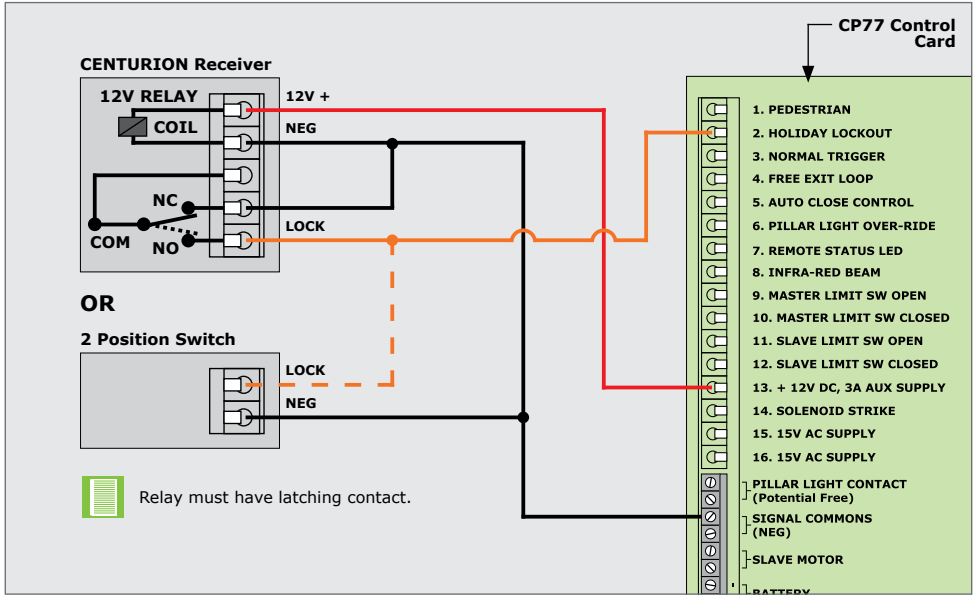 CP77 Control
Card
CENTURION Receiver
12V RELAY
COIL
NC
COM
NO
12V +
NEG
LOCK
OR
2 Position Switch
LOCK
NEG
Relay must have latching contact.
1. PEDESTRIAN
2. HOLIDAY LOCKOUT
3. NORMAL TRIGGER
4. FREE EXIT LOOP
5. AUTO CLOSE CONTROL
6. PILLAR LIGHT OVER-RIDE
7. REMOTE STATUS LED
8. INFRA-RED BEAM
9. MASTER LIMIT SW OPEN
10. MASTER LIMIT SW CLOSED
11. SLAVE LIMIT SW OPEN
12. SLAVE LIMIT SW CLOSED
13. + 12V DC, 3A AUX SUPPLY
14. SOLENOID STRIKE
15. 15V AC SUPPLY
16. 15V AC SUPPLY
PILLAR LIGHT CONTACT
(Potential Free)
SIGNAL COMMONS
(NEG)
SLAVE MOTOR
BATTERY